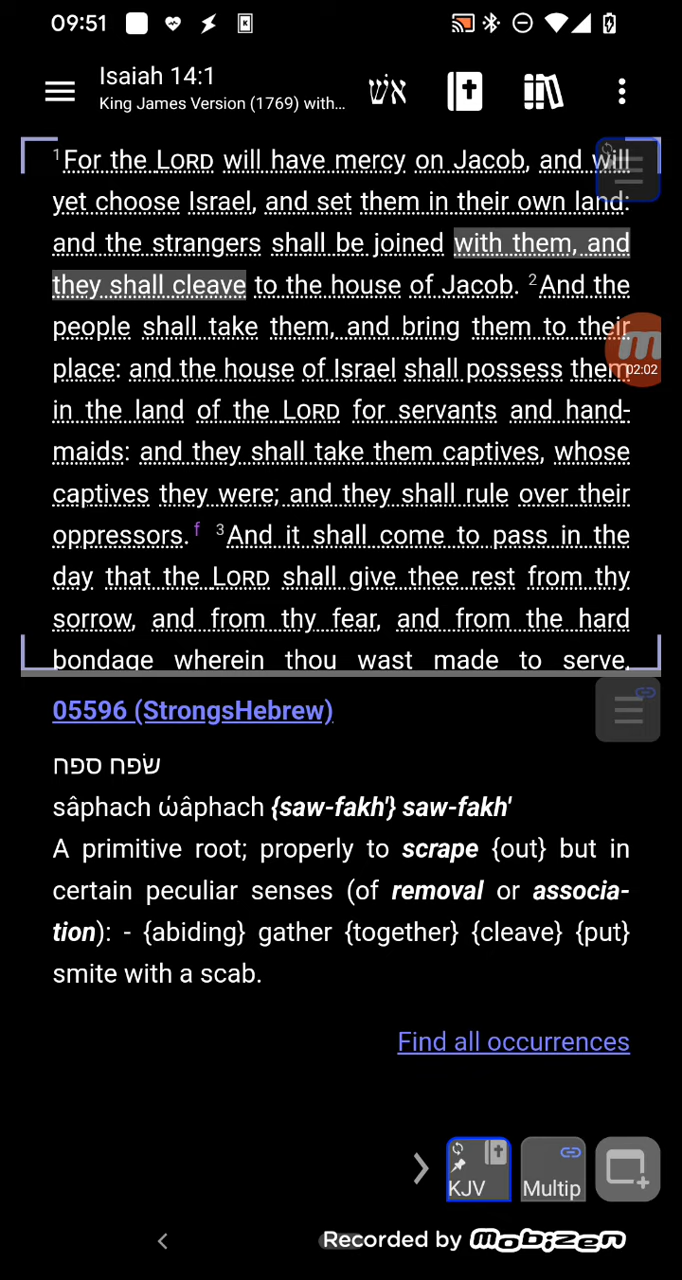 09:51
Isaiah 14:1
King James Version (1769) with...
אשׁ
1For the LORD will have mercy on Jacob, and will
yet choose Israel, and set them in their own land:
and the strangers shall be joined with them, and
they shall cleave to the house of Jacob. 2And the
people shall take them, and bring them to their
place: and the house of Israel shall possess them
in the land of the LORD for servants and hand-
maids: and they shall take them captives, whose
captives they were; and they shall rule over their
oppressors. f 3And it shall come to pass in the
day that the LORD shall give thee rest from thy
sorrow, and from thy fear, and from the hard
bondage wherein thou wast made to serve,
02:02
05596 (StrongsHebrew)
שׂפח ספח
sâphach ώâphach {saw-fakh'} saw-fakh'
A primitive root; properly to scrape {out} but in
certain peculiar senses (of removal or associa-
tion): - {abiding} gather {together} {cleave} {put}
smite with a scab.
Find all occurrences
KJV
Multip
Recorded by mobizen